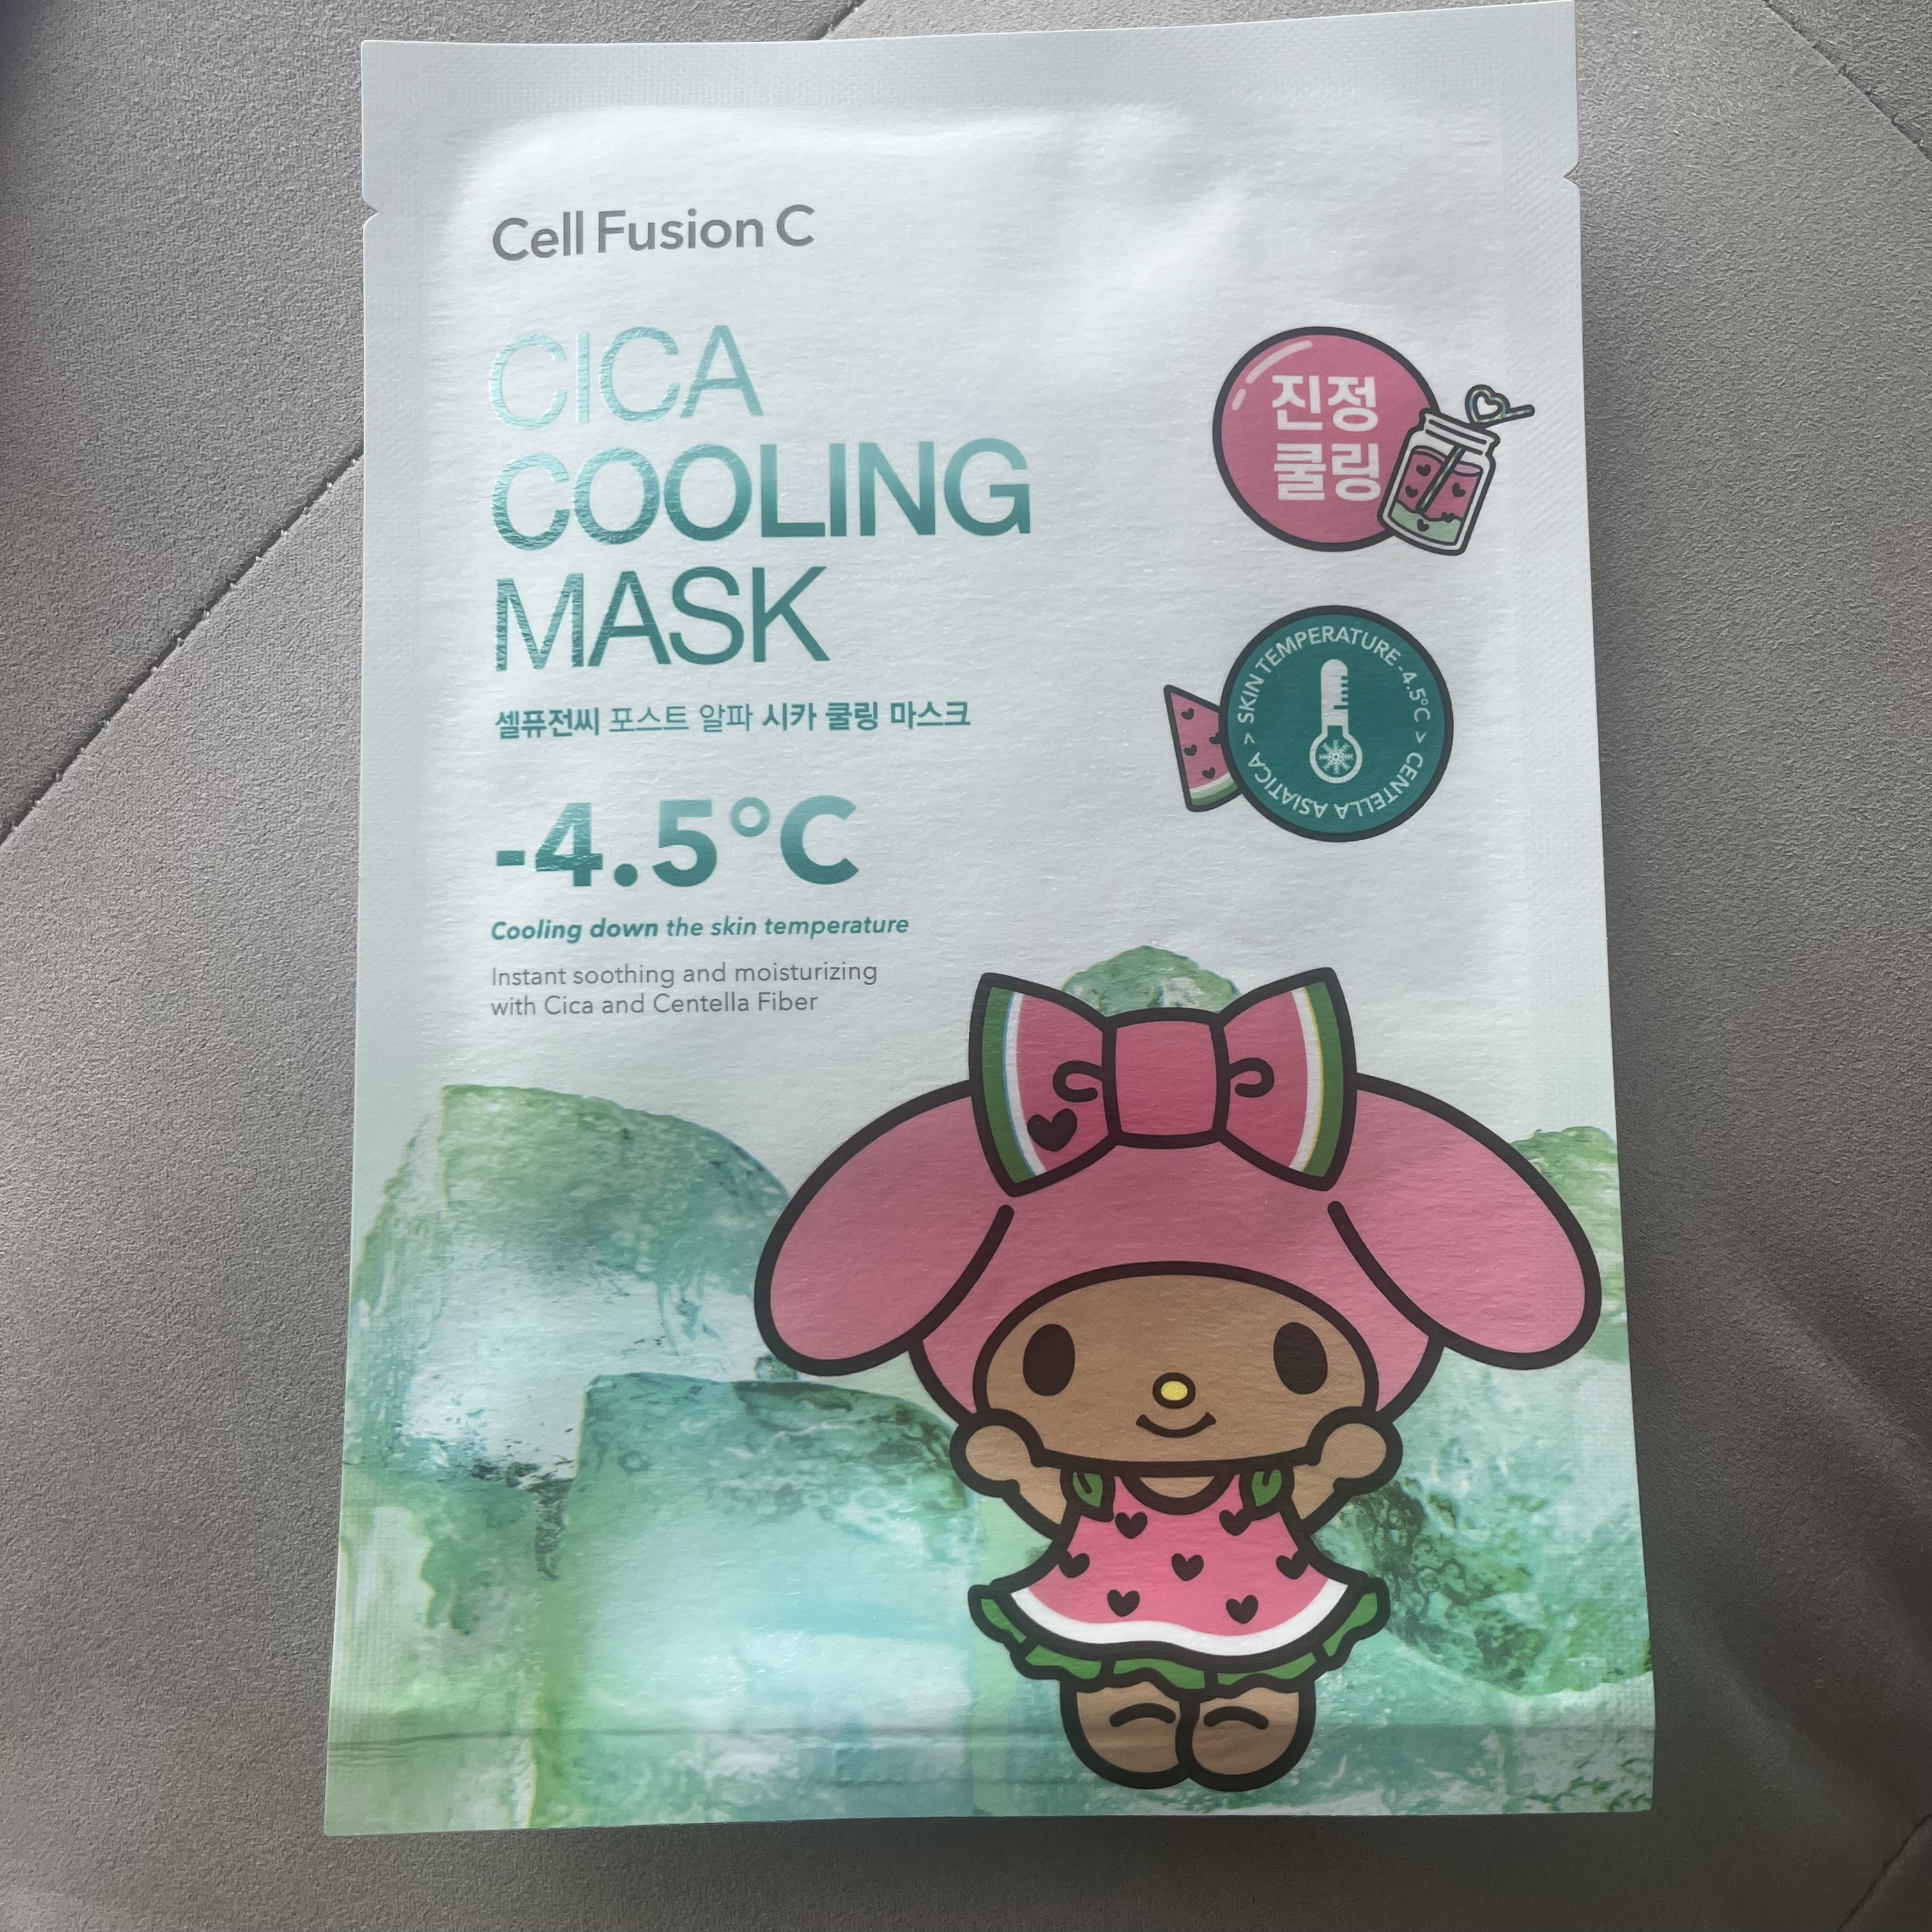 Cell Fusion C
CICA
COOLING
MASK
셀퓨전씨 포스트 알파 시카 쿨링 마스크
-4.5°C
Cooling down the skin temperature
Instant soothing and moisturizing
with Cica and Centella Fiber
진정
쿨링
SKIN TEMPERATURE -4.5°C > CENTELLA ASIATICA >